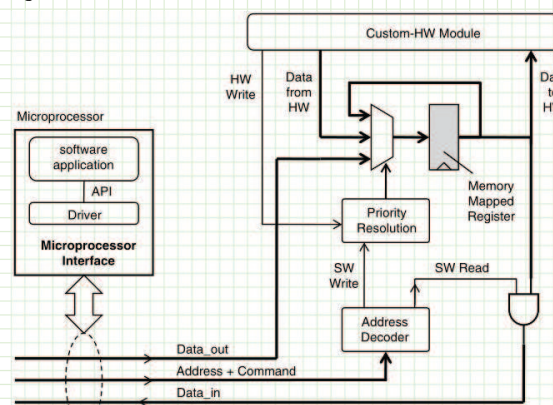 Custom-HW Module
HW
Write
Data
from
HW
Microprocessor
software
application
API
Driver
Microprocessor
Interface
Memory
Mapped
Register
Priority
Resolution
SW
Write
SW Read
Address
Decoder
Data_out
Address + Command
Data_in